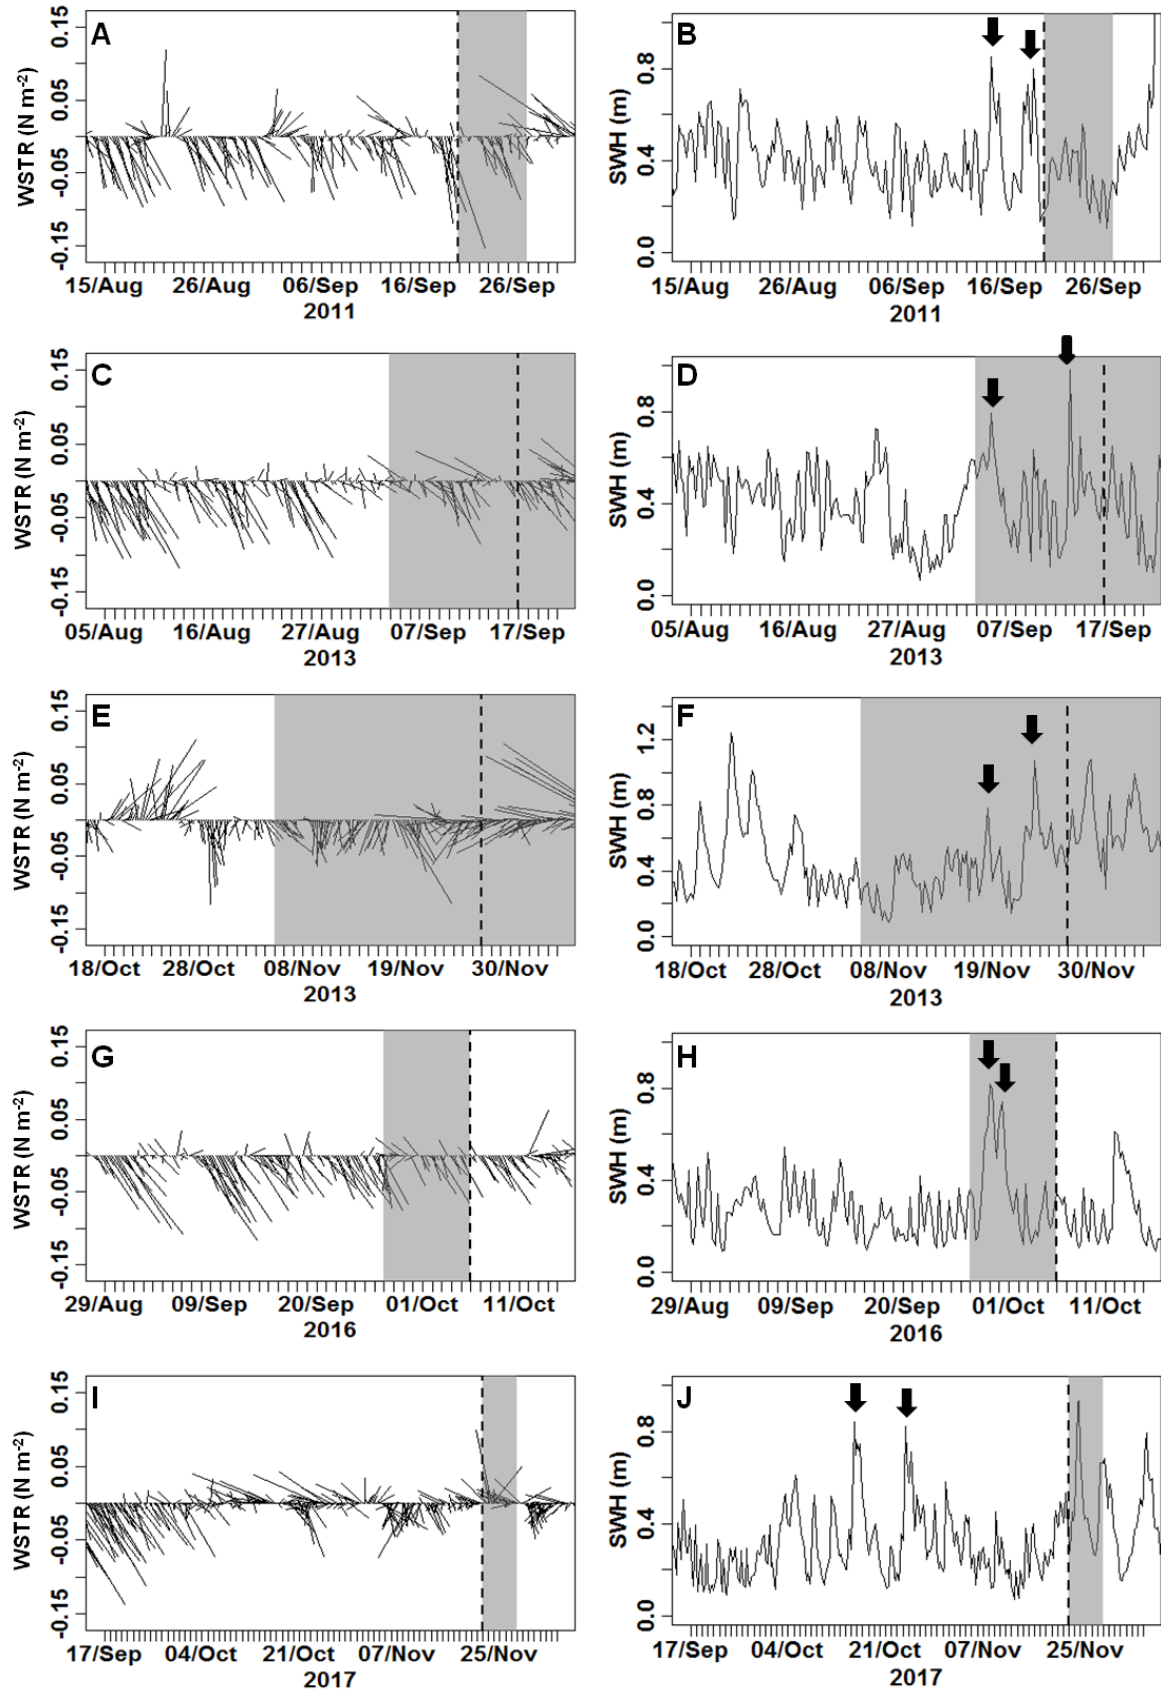 A
WSTR (N m-2)
0.15
0.05
-0.05
-0.15
15/Aug 26/Aug 06/Sep 16/Sep 26/Sep
2011
B
SWH (m)
0.8
0.4
0.0
15/Aug 26/Aug 06/Sep 16/Sep 26/Sep
2011
C
WSTR (N m-2)
0.15
0.05
-0.05
-0.15
05/Aug 16/Aug 27/Aug 07/Sep 17/Sep
2013
D
SWH (m)
0.8
0.4
0.0
05/Aug 16/Aug 27/Aug 07/Sep 17/Sep
2013
E
WSTR (N m-2)
0.15
0.05
-0.05
-0.15
18/Oct 28/Oct 08/Nov 19/Nov 30/Nov
2013
F
SWH (m)
1.2
0.8
0.4
0.0
18/Oct 28/Oct 08/Nov 19/Nov 30/Nov
2013
G
WSTR (N m-2)
0.15
0.05
-0.05
-0.15
29/Aug 09/Sep 20/Sep 01/Oct 11/Oct
2016
H
SWH (m)
0.8
0.4
0.0
29/Aug 09/Sep 20/Sep 01/Oct 11/Oct
2016
I
WSTR (N m-2)
0.15
0.05
-0.05
-0.15
17/Sep 04/Oct 21/Oct 07/Nov 25/Nov
2017
J
SWH (m)
0.8
0.4
0.0
17/Sep 04/Oct 21/Oct 07/Nov 25/Nov
2017